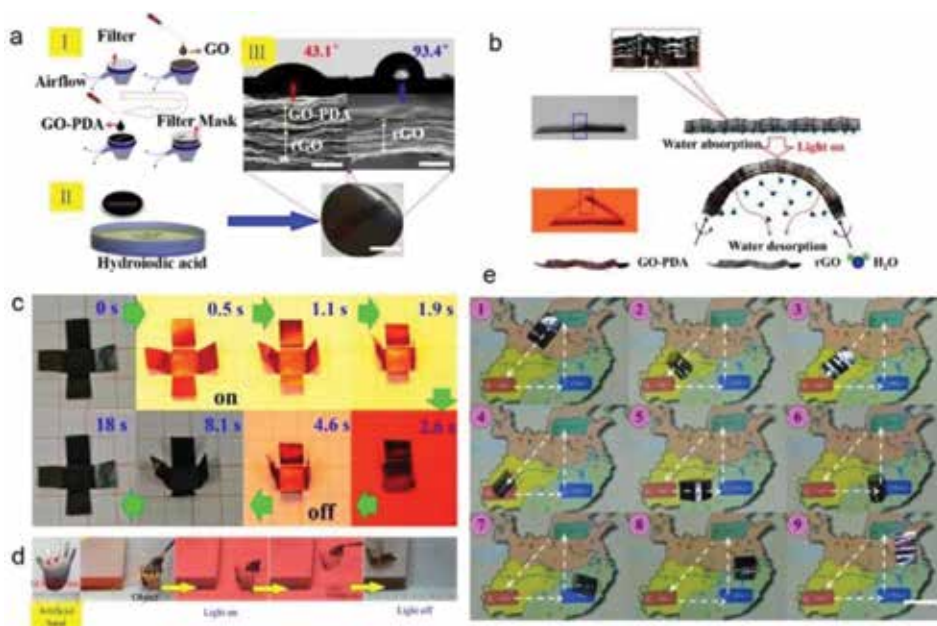 a
I
Filter
GO
Airflow
GO-PDA
Filter Mask
II
Hydroiodic acid
III
43.1°
93.4°
GO-PDA
rGO
rGO
b
Water absorption
Light on
Water desorption
GO-PDA
rGO
H₂O
c
0 s
0.5 s
1.1 s
1.9 s
on
18 s
8.1 s
4.6 s
2.6 s
off
d
Artificial
Object
Light on
Light off
e
1
2
3
4
5
6
7
8
9